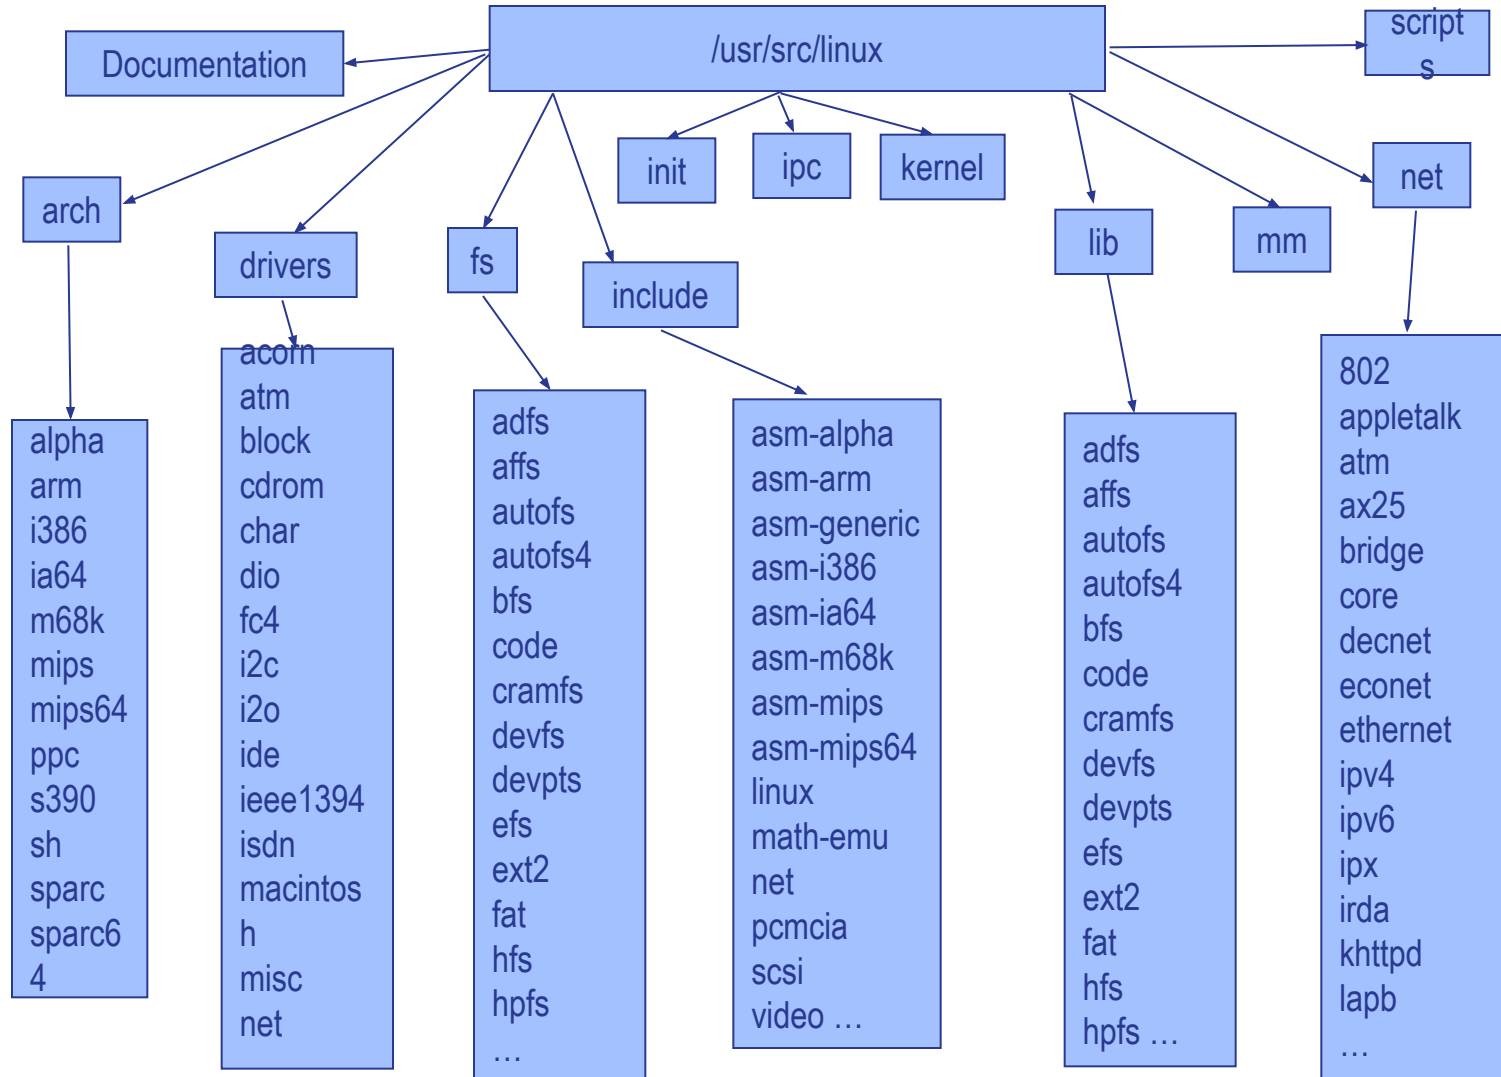 /usr/src/linux
Documentation
script
s
init
ipc
kernel
net
arch
drivers
fs
include
lib
mm
alpha
arm
i386
ia64
m68k
mips
mips64
ppc
s390
sh
sparc
sparc6
4
acorn
atm
block
cdrom
char
dio
fc4
i2c
i2o
ide
ieee1394
isdn
macintos
h
misc
net
adfs
affs
autofs
autofs4
bfs
code
cramfs
devfs
devpts
efs
ext2
fat
hfs
hpfs
…
asm-alpha
asm-arm
asm-generic
asm-i386
asm-ia64
asm-m68k
asm-mips
asm-mips64
linux
math-emu
net
pcmcia
scsi
video …
adfs
affs
autofs
autofs4
bfs
code
cramfs
devfs
devpts
efs
ext2
fat
hfs
hpfs …
802
appletalk
atm
ax25
bridge
core
decnet
econet
ethernet
ipv4
ipv6
ipx
irda
khttpd
lapb
…